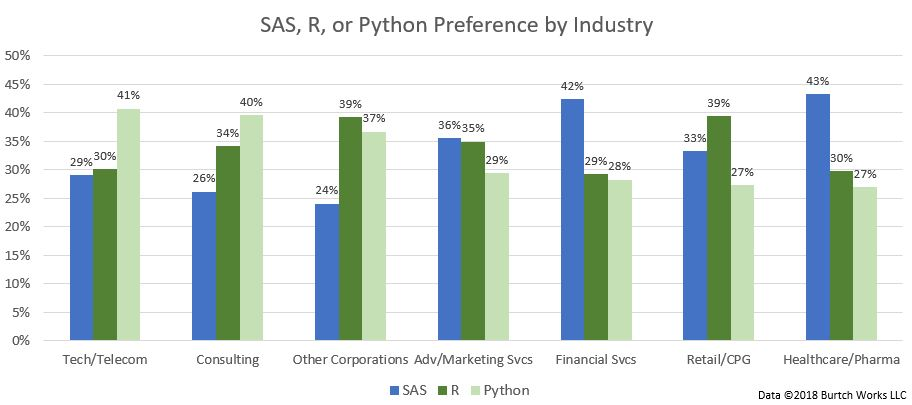 SAS, R, or Python Preference by Industry
50%
45%
40%
35%
30%
25%
20%
15%
10%
5%
0%
29% 30% 41%
26% 34% 40%
24% 39% 37%
36% 35% 29%
42% 29% 28%
33% 39% 27%
43% 30% 27%
Tech/Telecom Consulting Other Corporations Adv/Marketing Svcs Financial Svcs Retail/CPG Healthcare/Pharma
SAS R Python
Data ©2018 Burtch Works LLC